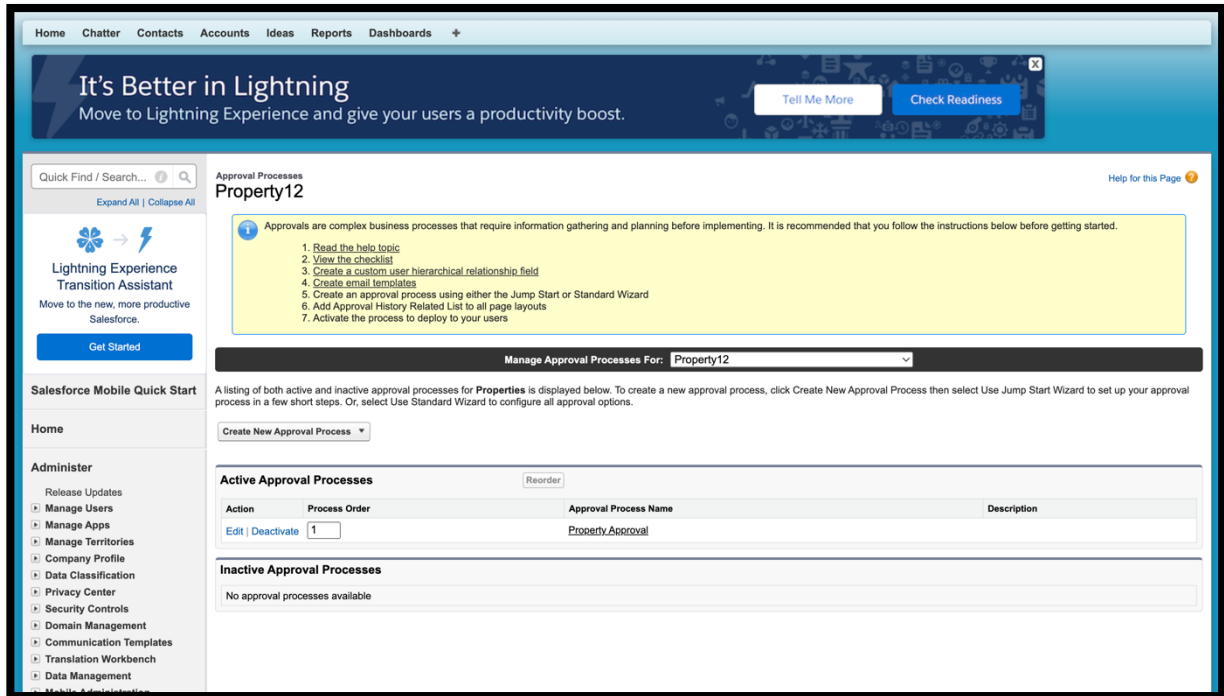 Home Chatter Contacts Accounts Ideas Reports Dashboards +
It's Better in Lightning
Move to Lightning Experience and give your users a productivity boost.
Tell Me More
Check Readiness
X
Quick Find / Search...
Expand All | Collapse All
Lightning Experience
Transition Assistant
Move to the new, more productive
Salesforce.
Get Started
Salesforce Mobile Quick Start
Home
Administer
Release Updates
Manage Users
Manage Apps
Manage Territories
Company Profile
Data Classification
Privacy Center
Security Controls
Domain Management
Communication Templates
Translation Workbench
Data Management
Mobile Administration
Approval Processes
Property12
Help for this Page ?
Approvals are complex business processes that require information gathering and planning before implementing. It is recommended that you follow the instructions below before getting started.
1. Read the help topic
2. View the checklist
3. Create a custom user hierarchical relationship field
4. Create email templates
5. Create an approval process using either the Jump Start or Standard Wizard
6. Add Approval History Related List to all page layouts
7. Activate the process to deploy to your users
Manage Approval Processes For: Property12
A listing of both active and inactive approval processes for Properties is displayed below. To create a new approval process, click Create New Approval Process then select Use Jump Start Wizard to set up your approval
process in a few short steps. Or, select Use Standard Wizard to configure all approval options.
Create New Approval Process
Active Approval Processes
Reorder
Action Process Order Approval Process Name Description
Edit | Deactivate 1 Property Approval
Inactive Approval Processes
No approval processes available